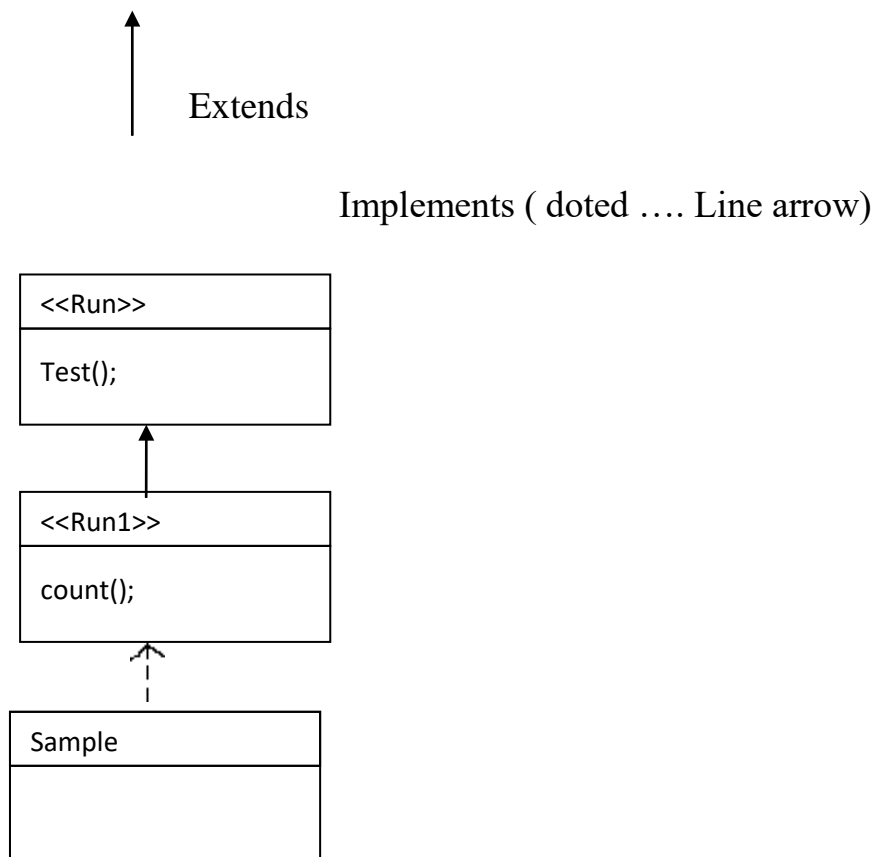 Extends
Implements ( doted …. Line arrow)
<<Run>>
Test();
<<Run1>>
count();
Sample